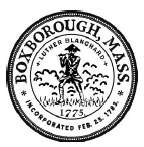 BOXBOROUGH, MASS.
LUTHER BLANCHARD
1775
INCORPORATED FEB. 25, 1783.